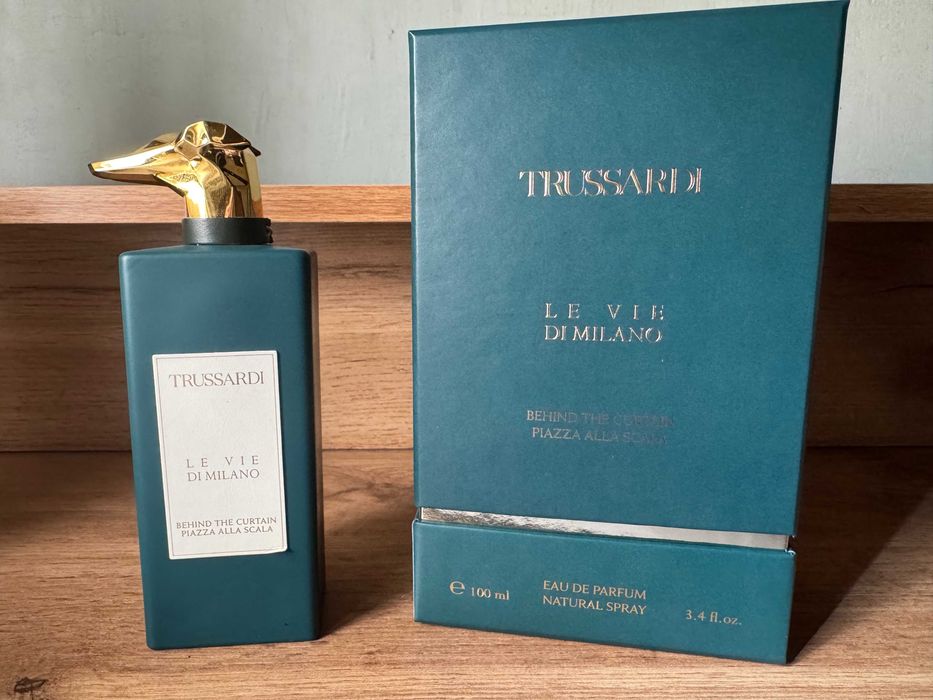 TRUSSARDI
LE VIE
DI MILANO
BEHIND THE CURTAIN
PIAZZA ALLA SCALA
TRUSSARDI
LE VIE
DI MILANO
BEHIND THE CURTAIN
PIAZZA ALLA SCALA
℮ 100 ml
EAU DE PARFUM
NATURAL SPRAY
3.4 fl.oz.